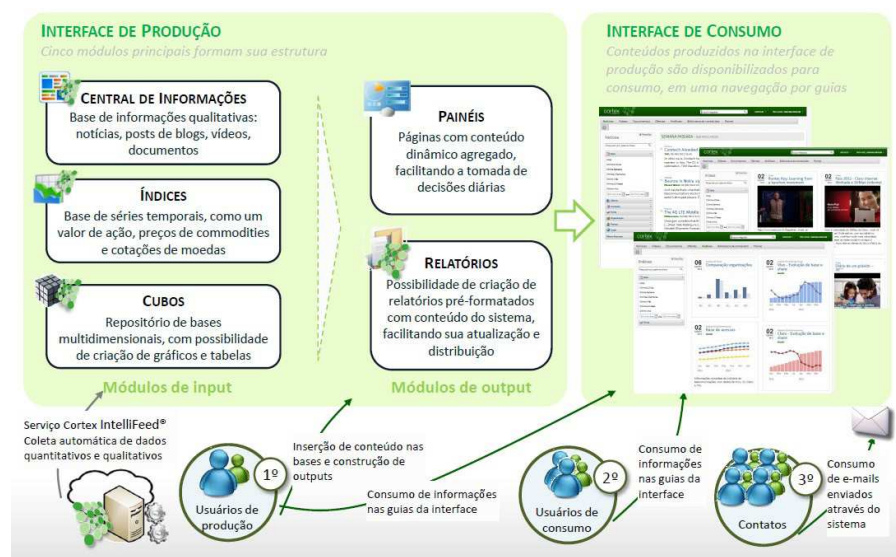 INTERFACE DE PRODUÇÃO
Cinco módulos principais formam sua estrutura
CENTRAL DE INFORMAÇÕES
Base de informações qualitativas:
notícias, posts de blogs, vídeos,
documentos
ÍNDICES
Base de séries temporais, como um
valor de ação, preços de commodities
e cotações de moedas
CUBOS
Repositório de bases
multidimensionais, com possibilidade
de criação de gráficos e tabelas
Módulos de input
PAINÉIS
Páginas com conteúdo
dinâmico agregado,
facilitando a tomada de
decisões diárias
RELATÓRIOS
Possibilidade de criação de
relatórios pré-formatados
com conteúdo do sistema,
facilitando sua atualização e
distribuição
Módulos de output
INTERFACE DE CONSUMO
Conteúdos produzidos na interface de
produção são disponibilizados para
consumo, em uma navegação por guias
cortex
cortex
cortex
Serviço Cortex IntelliFeed®
Coleta automática de dados
quantitativos e qualitativos
Usuários de
produção
1º
Inserção de conteúdo nas
bases e construção de
outputs
Consumo de informações
nas guias da interface
Usuários de
consumo
2º
Consumo de
informações
nas guias da
interface
Contatos
3º
Consumo
de e-mails
enviados
através do
sistema